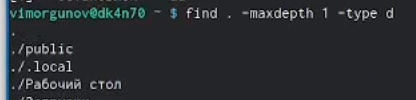 vimorgunov@dk4n70 ~ $ find . -maxdepth 1 -type d
.
./public
./.local
./Рабочий стол